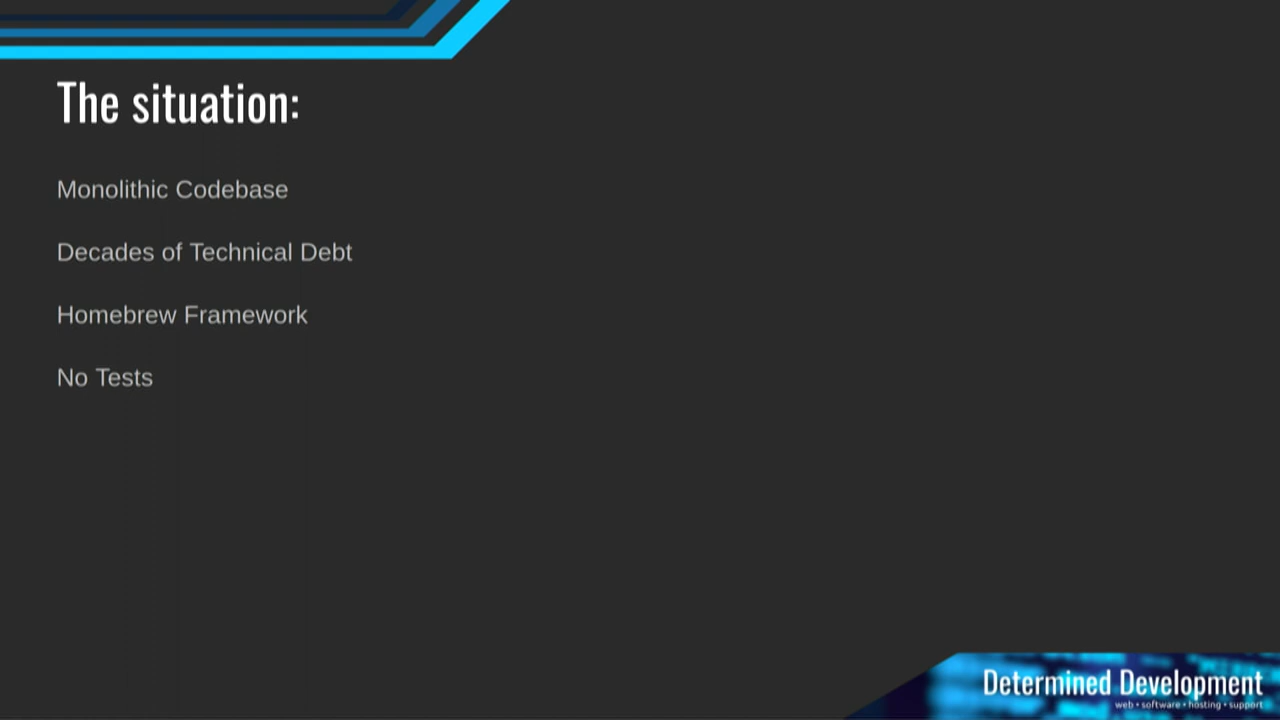 The situation:
Monolithic Codebase
Decades of Technical Debt
Homebrew Framework
No Tests
Determined Development
web • software • hosting • support